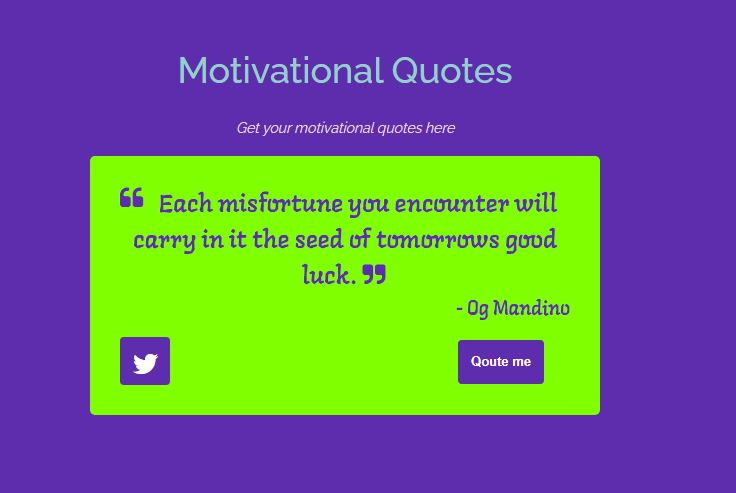 Motivational Quotes
Get your motivational quotes here
“ Each misfortune you encounter will
carry in it the seed of tomorrows good
luck. ”
- Og Mandino
Qoute me